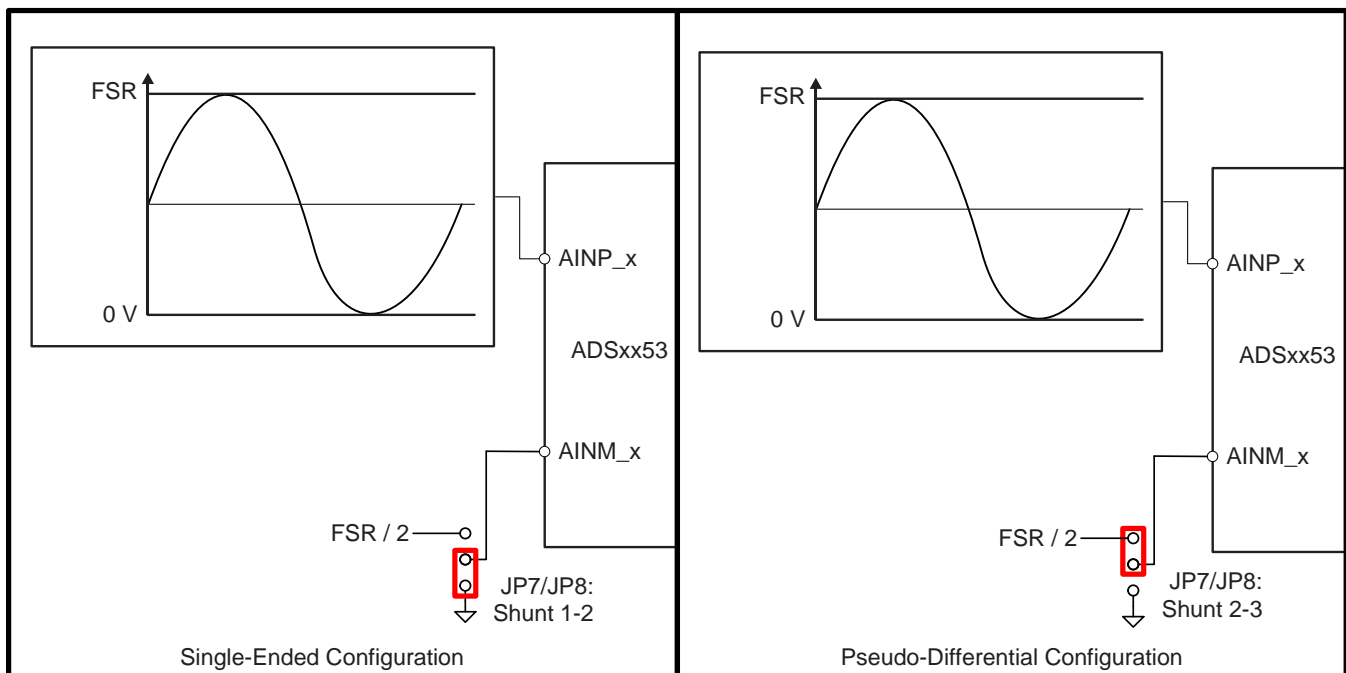 FSR
0 V
AINP_x
ADSxx53
AINM_x
FSR / 2
JP7/JP8:
Shunt 1-2
Single-Ended Configuration
FSR
0 V
AINP_x
ADSxx53
AINM_x
FSR / 2
JP7/JP8:
Shunt 2-3
Pseudo-Differential Configuration